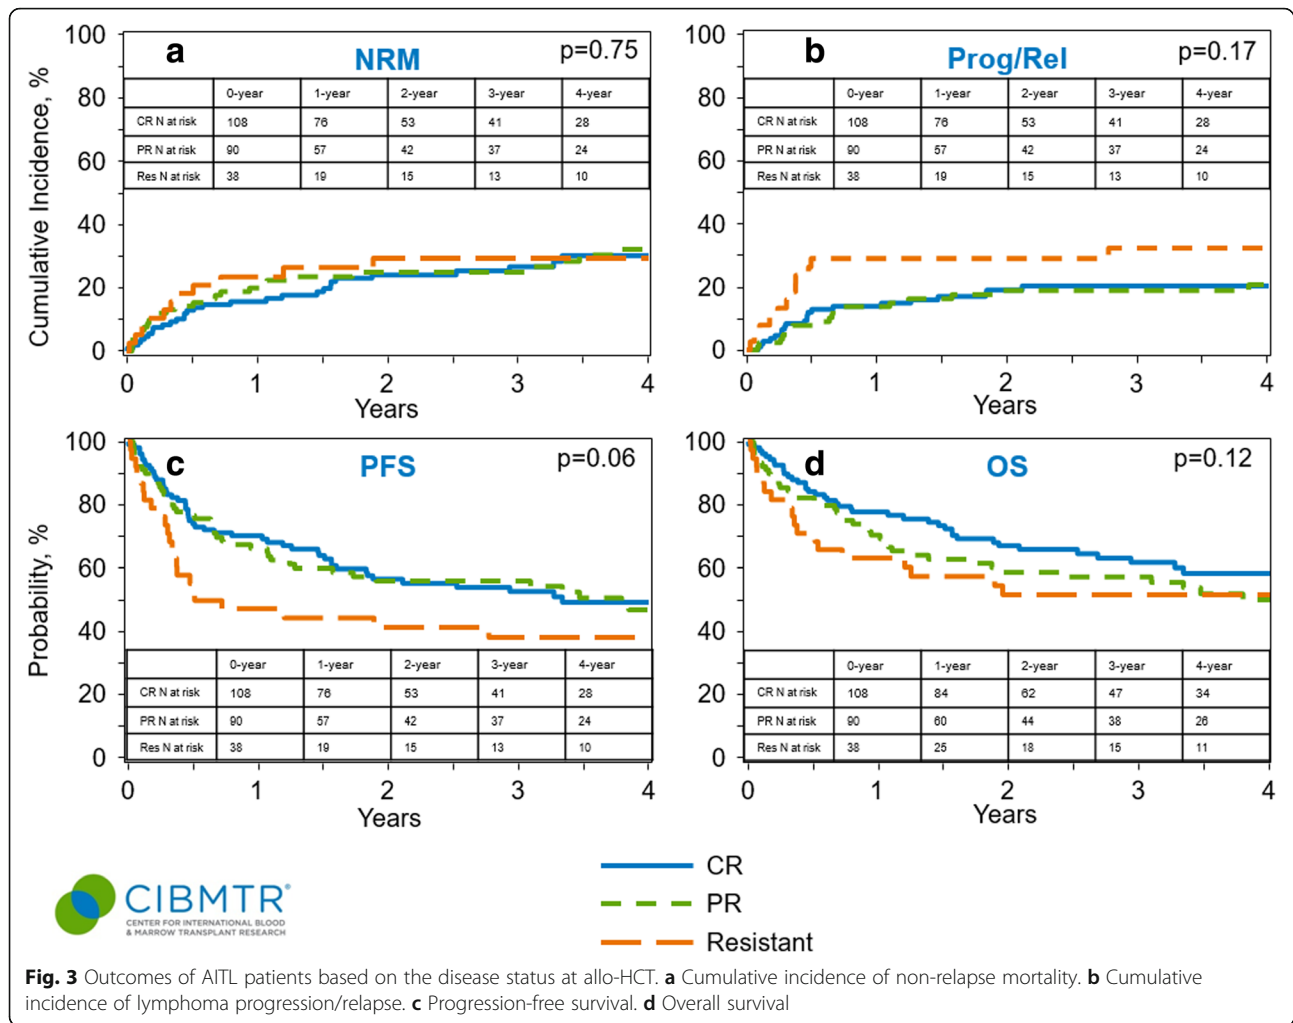 a NRM p=0.75
Cumulative Incidence, %
100
80
60
40
20
0
0-year 1-year 2-year 3-year 4-year
CR N at risk 108 76 53 41 28
PR N at risk 90 57 42 37 24
Res N at risk 38 19 15 13 10
0 1 2 3 4
Years
b Prog/Rel p=0.17
100
80
60
40
20
0
0-year 1-year 2-year 3-year 4-year
CR N at risk 108 76 53 41 28
PR N at risk 90 57 42 37 24
Res N at risk 38 19 15 13 10
0 1 2 3 4
Years
c PFS p=0.06
Probability, %
100
80
60
40
20
0
0-year 1-year 2-year 3-year 4-year
CR N at risk 108 76 53 41 28
PR N at risk 90 57 42 37 24
Res N at risk 38 19 15 13 10
0 1 2 3 4
Years
d OS p=0.12
100
80
60
40
20
0
0-year 1-year 2-year 3-year 4-year
CR N at risk 108 84 62 47 34
PR N at risk 90 60 44 38 26
Res N at risk 38 25 18 15 11
0 1 2 3 4
Years
CIBMTR®
CENTER FOR INTERNATIONAL BLOOD
& MARROW TRANSPLANT RESEARCH
CR
PR
Resistant
Fig. 3 Outcomes of AITL patients based on the disease status at allo-HCT. a Cumulative incidence of non-relapse mortality. b Cumulative
incidence of lymphoma progression/relapse. c Progression-free survival. d Overall survival